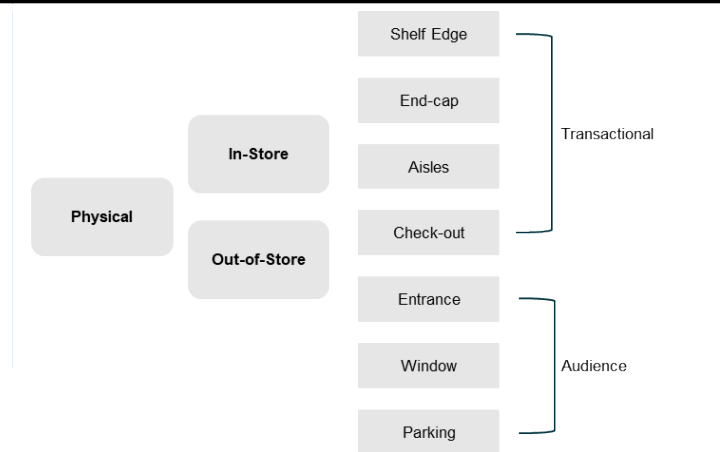 Physical
In-Store
Out-of-Store
Shelf Edge
End-cap
Aisles
Check-out
Entrance
Window
Parking
Transactional
Audience